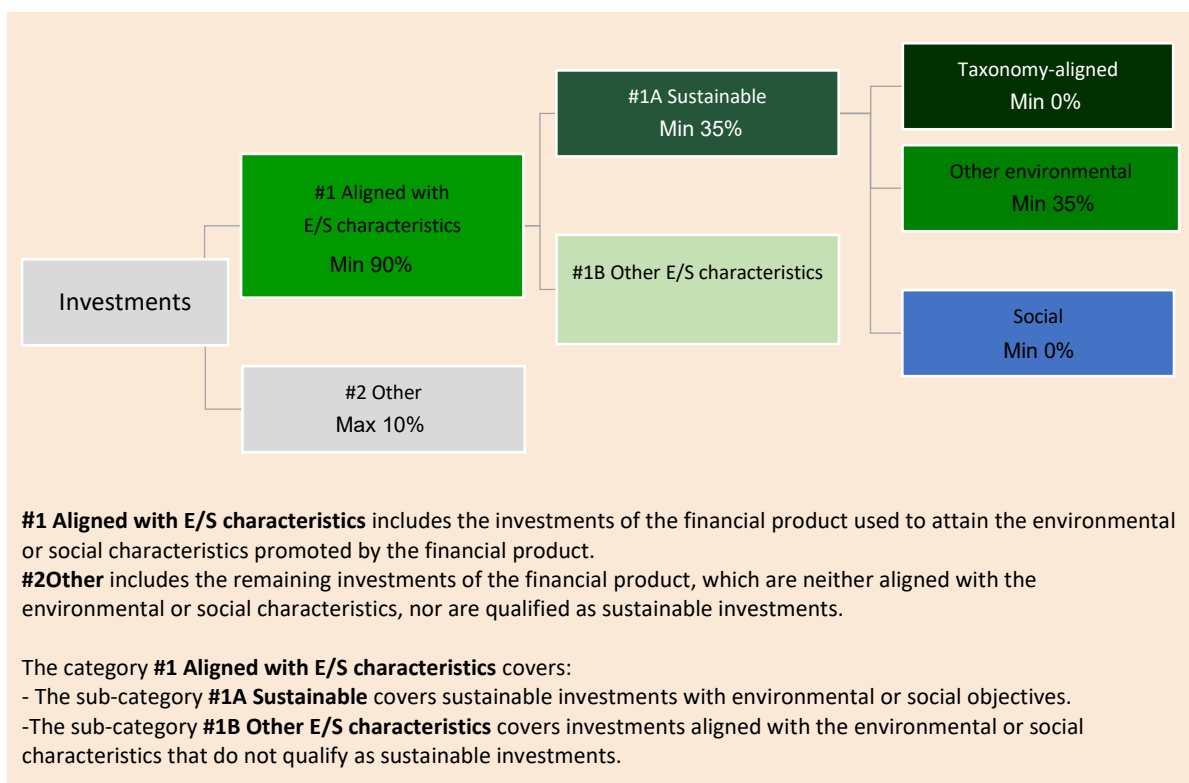 Taxonomy-aligned
Min 0%
#1A Sustainable
Min 35%
Other environmental
Min 35%
#1 Aligned with
E/S characteristics
Min 90%
#1B Other E/S characteristics
Investments
Social
Min 0%
#2 Other
Max 10%
#1 Aligned with E/S characteristics includes the investments of the financial product used to attain the environmental
or social characteristics promoted by the financial product.
#2Other includes the remaining investments of the financial product, which are neither aligned with the
environmental or social characteristics, nor are qualified as sustainable investments.
The category #1 Aligned with E/S characteristics covers:
- The sub-category #1A Sustainable covers sustainable investments with environmental or social objectives.
-The sub-category #1B Other E/S characteristics covers investments aligned with the environmental or social
characteristics that do not qualify as sustainable investments.